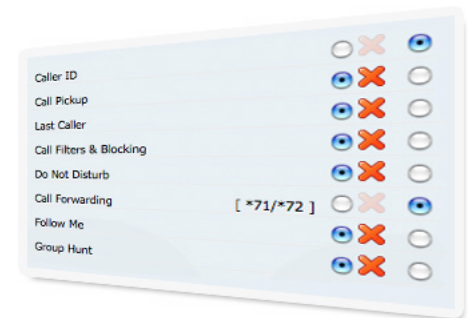 Caller ID
Call Pickup
Last Caller
Call Filters & Blocking
Do Not Disturb
Call Forwarding [ *71/*72 ]
Follow Me
Group Hunt